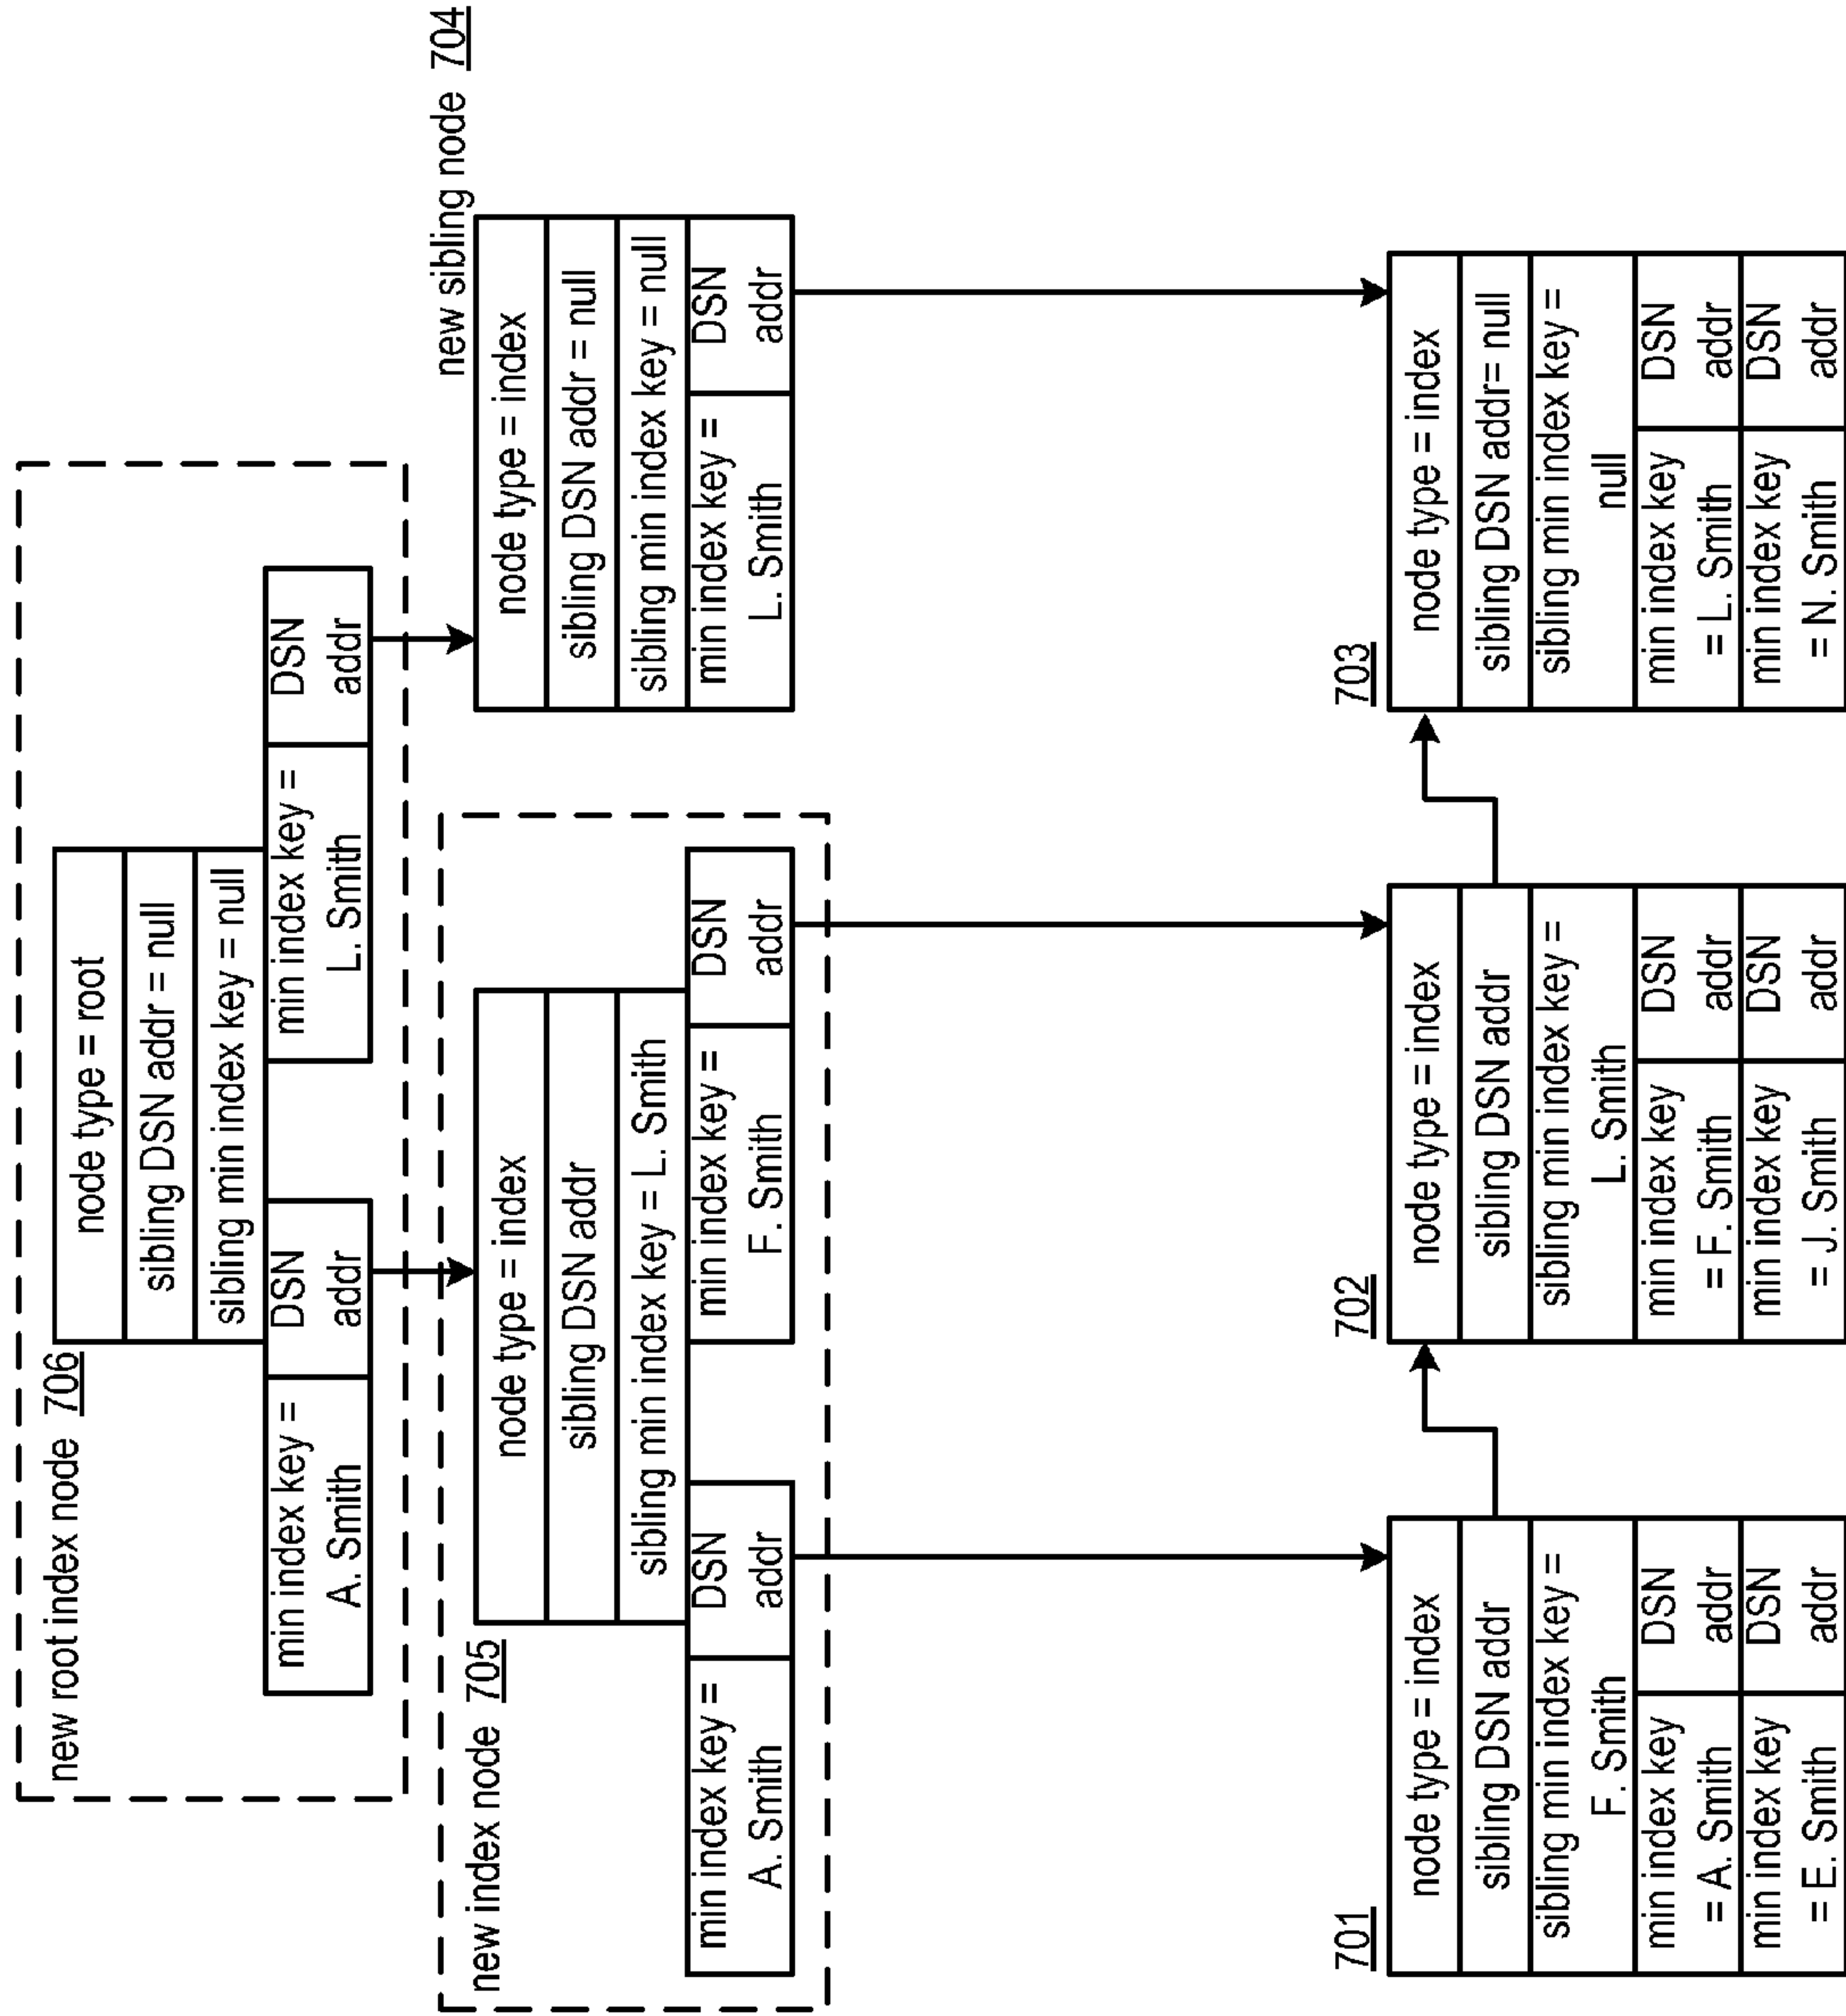 new root index node 706
node type = root
sibling DSN addr = null
sibling min index key = null
min index key =
A. Smith
DSN
addr
min index key =
L. Smith
DSN
addr
new index node 705
node type = index
sibling DSN addr
sibling min index key = L. Smith
min index key =
A. Smith
DSN
addr
min index key =
F. Smith
DSN
addr
new sibling node 704
node type = index
sibling DSN addr = null
sibling min index key = null
min index key =
L. Smith
DSN
addr
701
node type = index
sibling DSN addr
sibling min index key =
F. Smith
min index key
= A. Smith
DSN
addr
min index key
= E. Smith
DSN
addr
702
node type = index
sibling DSN addr
sibling min index key =
L. Smith
min index key
= F. Smith
DSN
addr
min index key
= J. Smith
DSN
addr
703
node type = index
sibling DSN addr= null
sibling min index key =
null
min index key
= L. Smith
DSN
addr
min index key
= N. Smith
DSN
addr